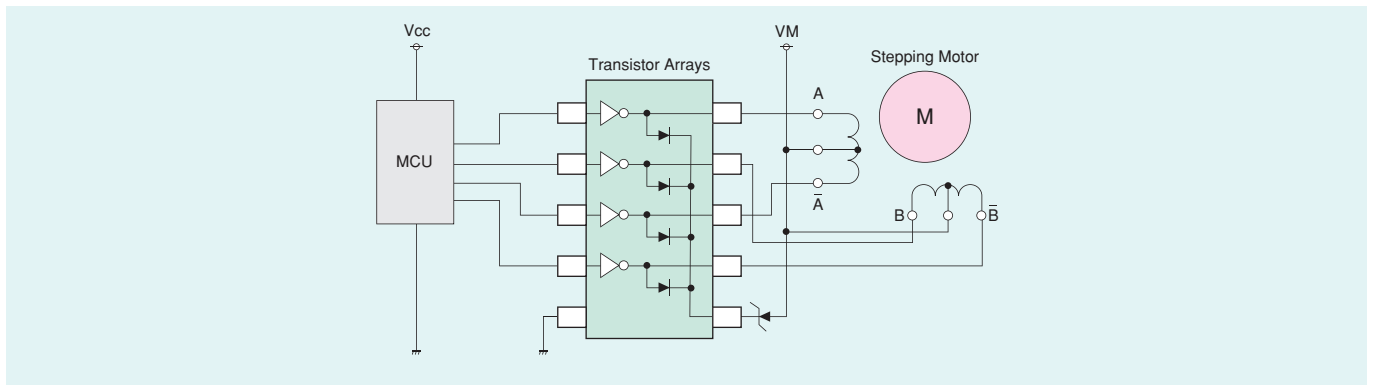 Vcc
VM
Transistor Arrays
Stepping Motor
A
M
MCU
A̅
B
B̅